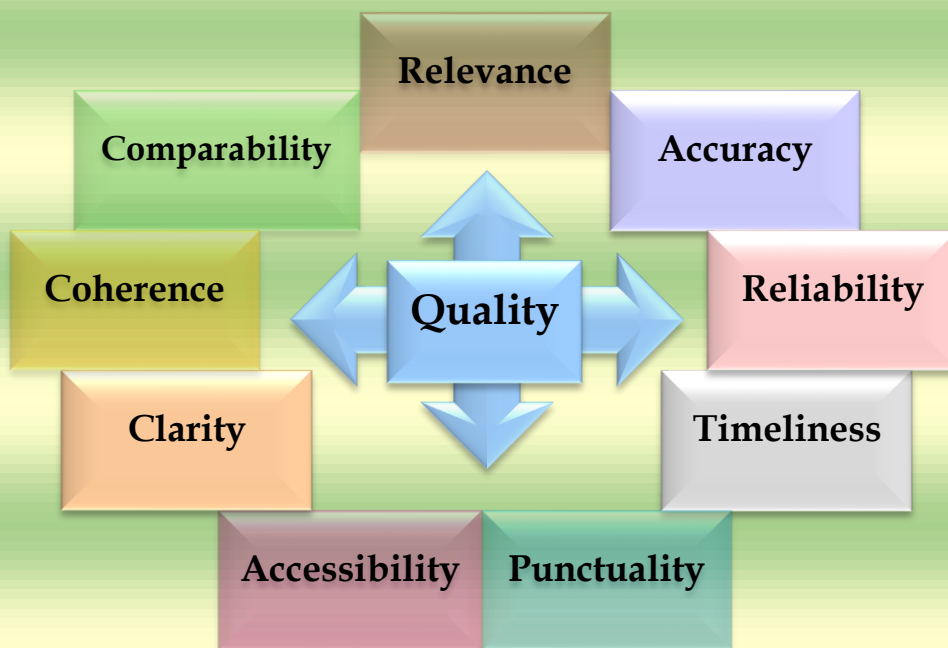 Relevance
Comparability
Accuracy
Coherence
Quality
Reliability
Clarity
Timeliness
Accessibility
Punctuality